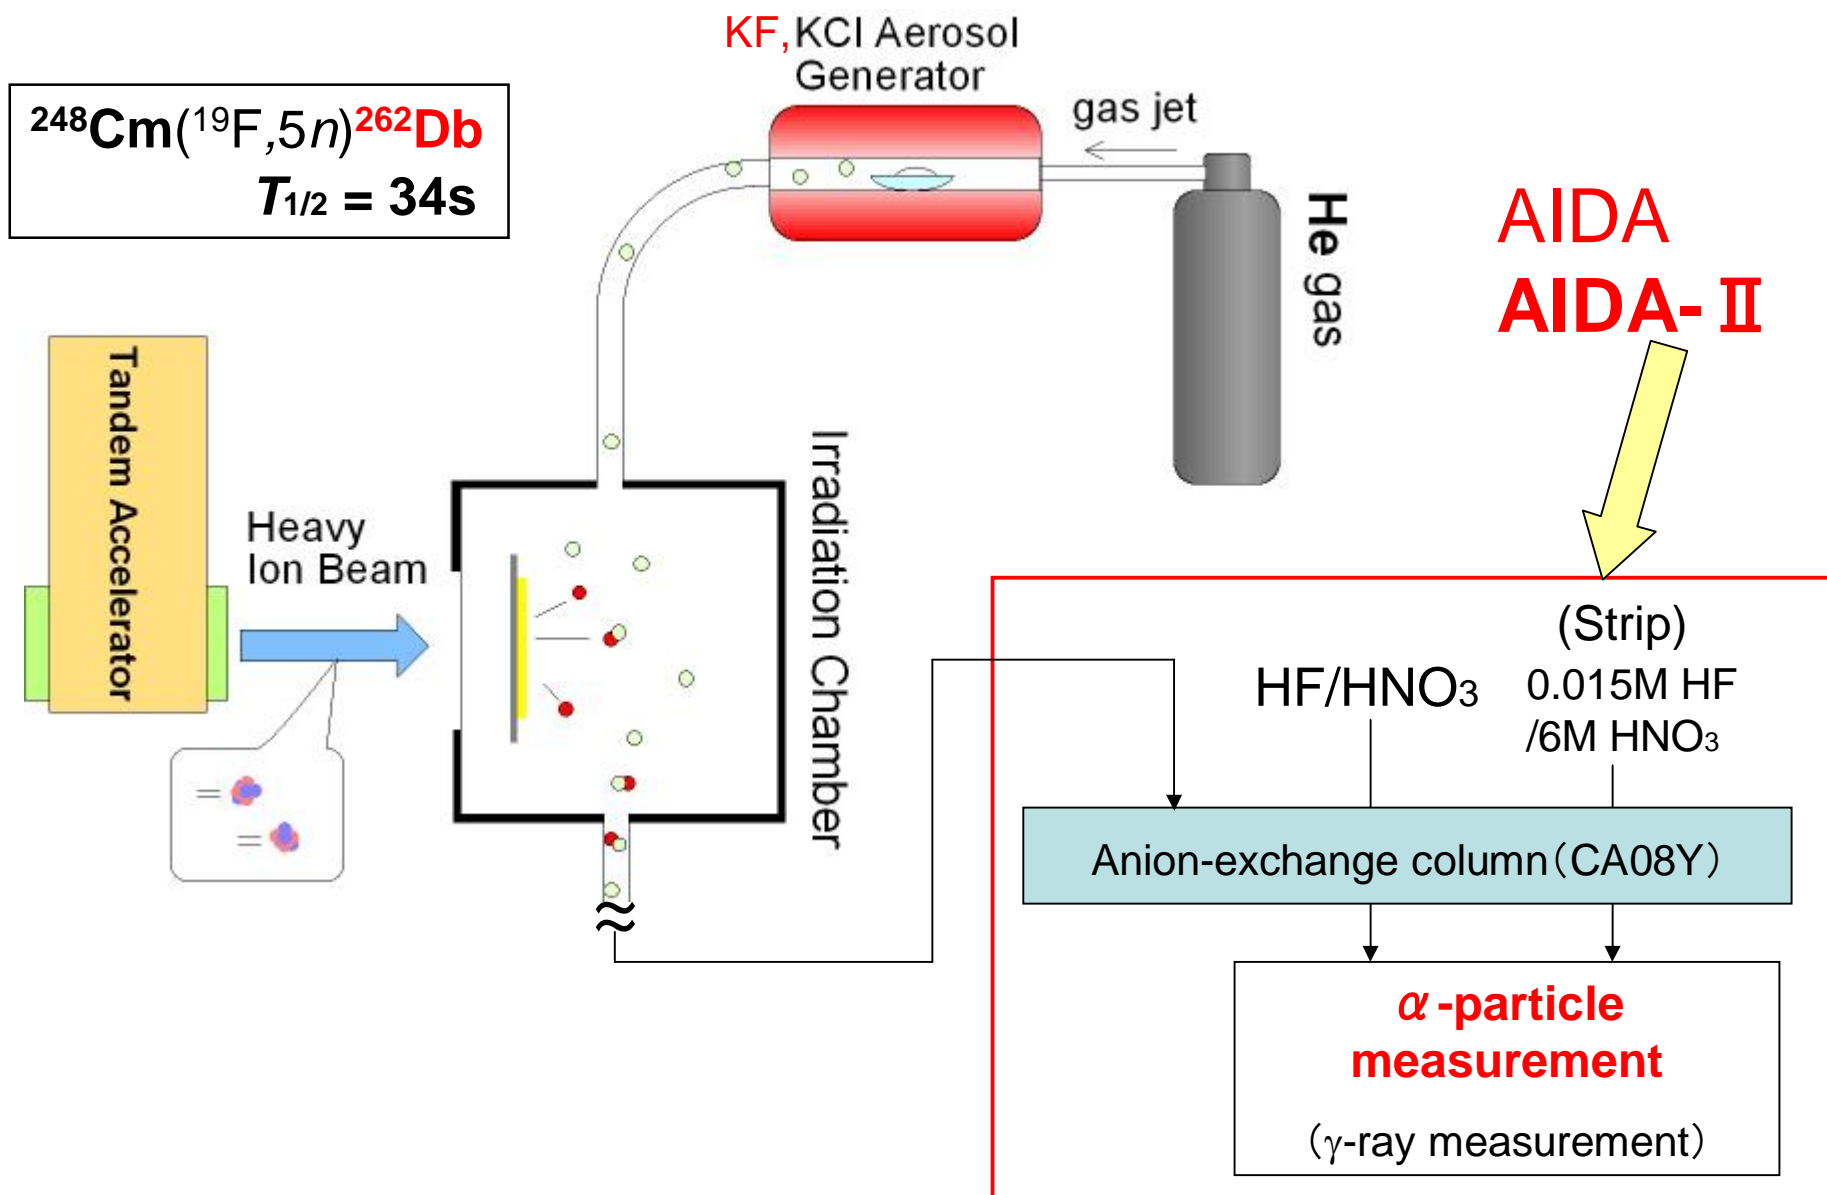 KF,KCl Aerosol
Generator
²⁴⁸Cm(¹⁹F,5n)²⁶²Db
T1/2 = 34s
gas jet
He gas
AIDA
AIDA-Ⅱ
Tandem Accelerator
Heavy
Ion Beam
Irradiation Chamber
(Strip)
HF/HNO3
0.015M HF
/6M HNO3
Anion-exchange column（CA08Y）
α-particle
measurement
（γ-ray measurement）
=
=